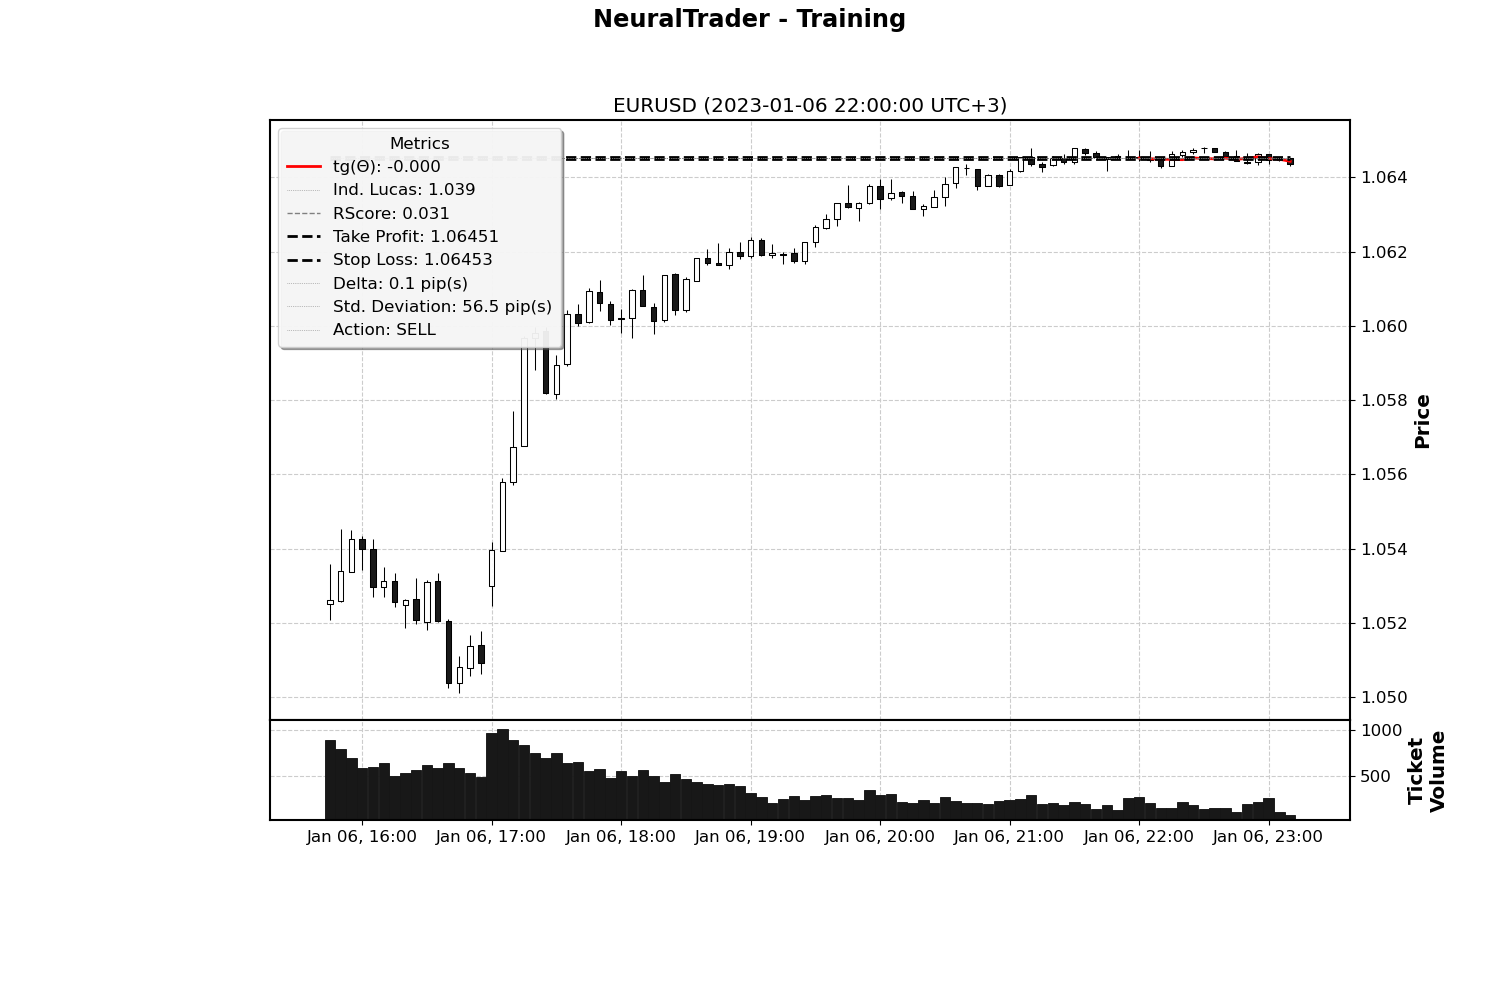 NeuralTrader - Training
EURUSD (2023-01-06 22:00:00 UTC+3)
Metrics
tg(Θ): -0.000
Ind. Lucas: 1.039
RScore: 0.031
Take Profit: 1.06451
Stop Loss: 1.06453
Delta: 0.1 pip(s)
Std. Deviation: 56.5 pip(s)
Action: SELL
1.064
1.062
1.060
1.058
1.056
1.054
1.052
1.050
Price
1000
500
Ticket
Volume
Jan 06, 16:00 Jan 06, 17:00 Jan 06, 18:00 Jan 06, 19:00 Jan 06, 20:00 Jan 06, 21:00 Jan 06, 22:00 Jan 06, 23:00